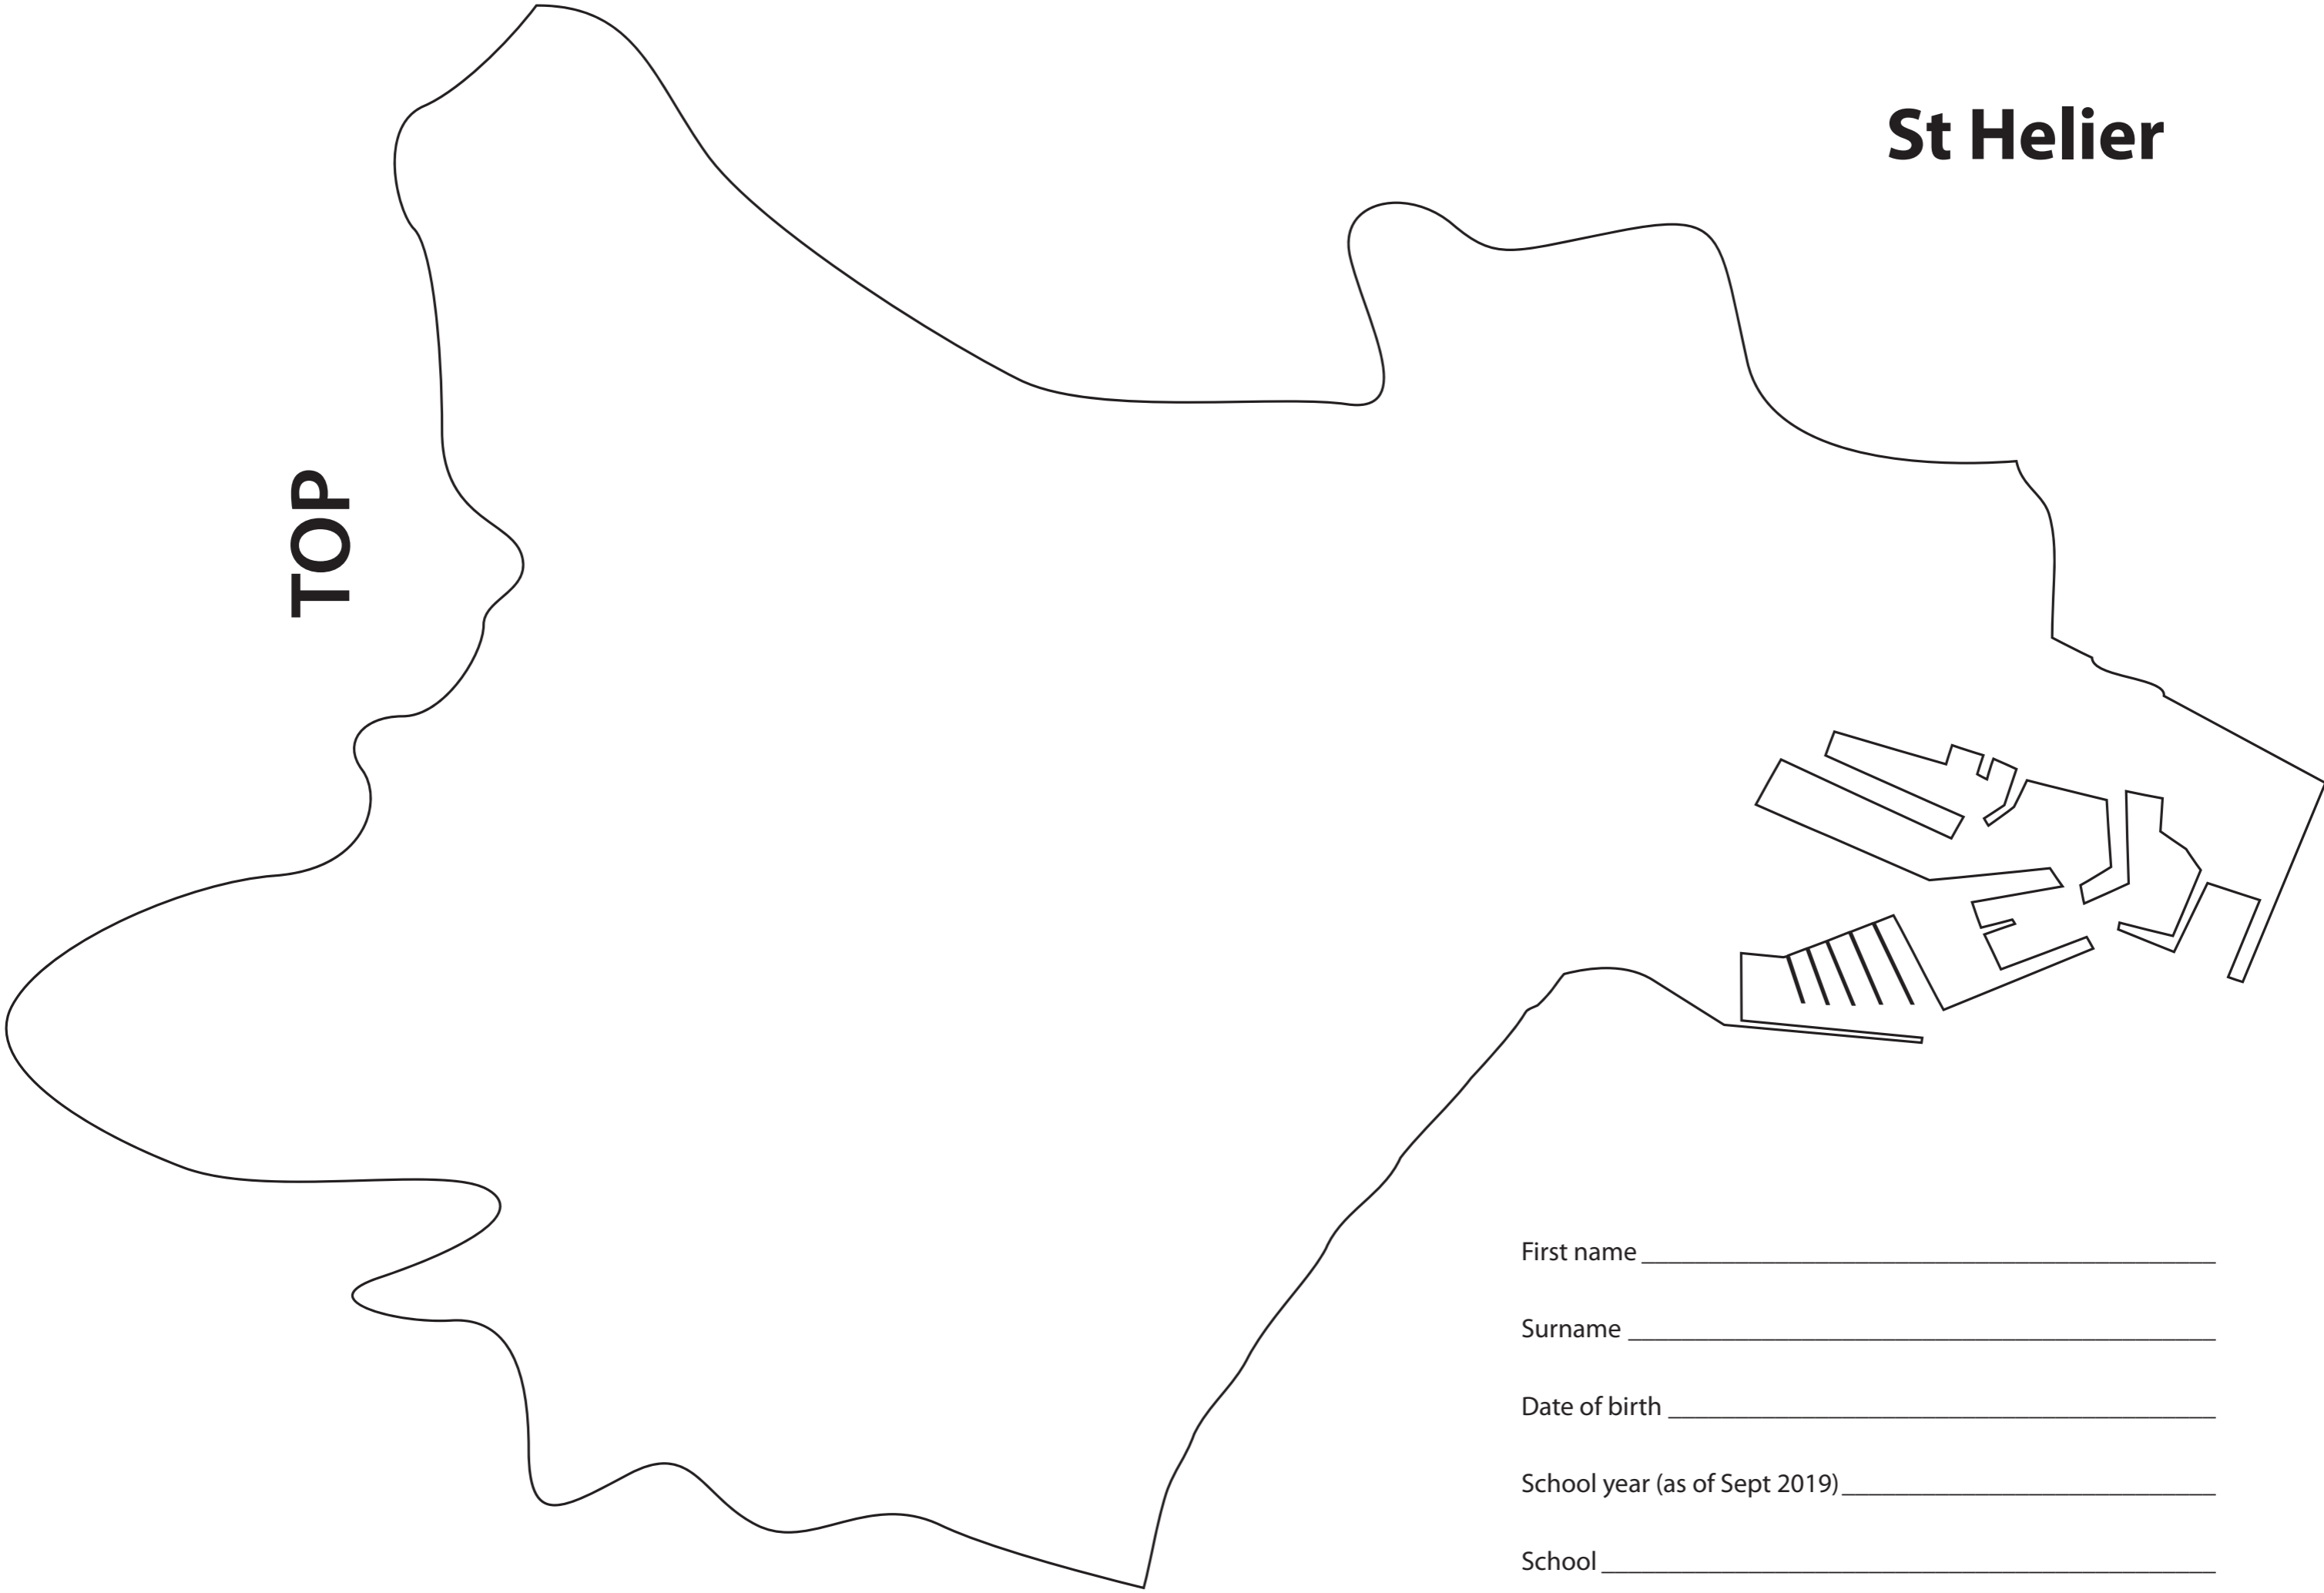 St Helier
TOP
First name
Surname
Date of birth
School year (as of Sept 2019)
School